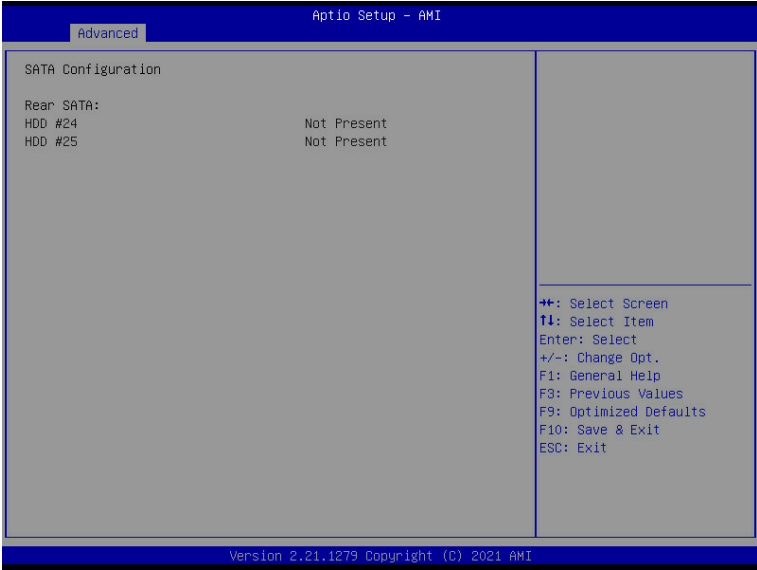 Aptio Setup – AMI
Advanced
SATA Configuration
Rear SATA:
HDD #24 Not Present
HDD #25 Not Present
→←: Select Screen
↑↓: Select Item
Enter: Select
+/-: Change Opt.
F1: General Help
F3: Previous Values
F9: Optimized Defaults
F10: Save & Exit
ESC: Exit
Version 2.21.1279 Copyright (C) 2021 AMI